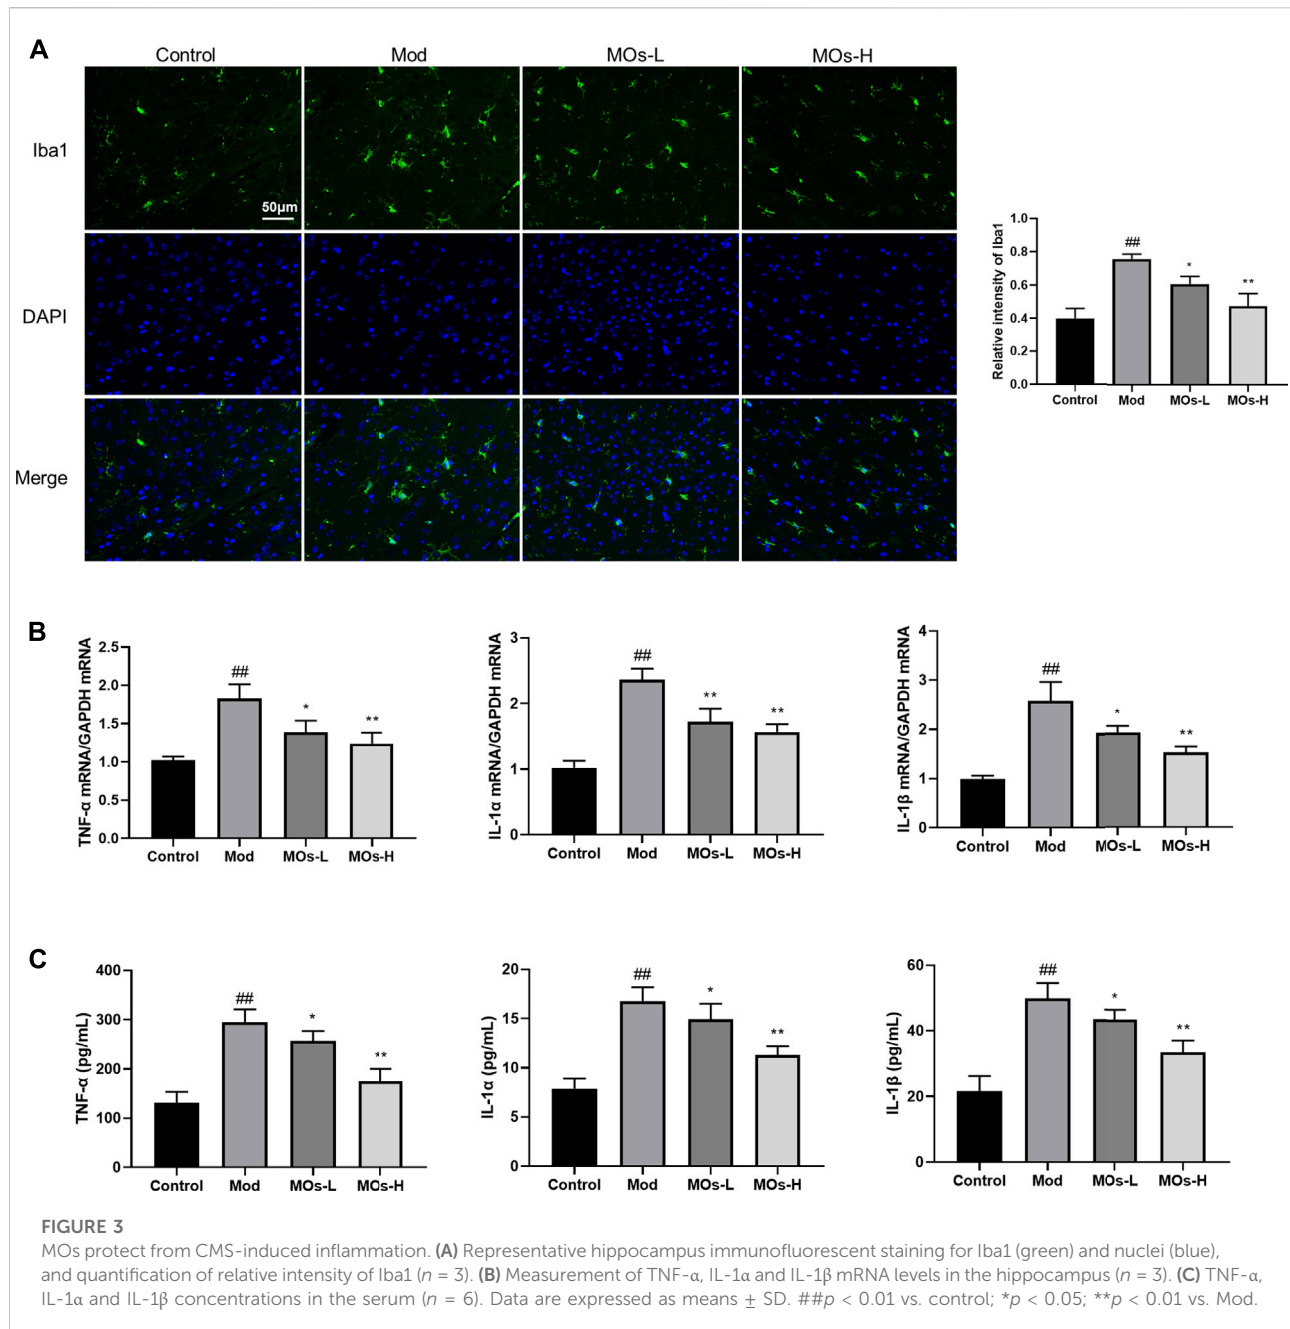 A
Control
Mod
MOs-L
MOs-H
Iba1
50μm
DAPI
Merge
Relative intensity of Iba1
1.0
0.8
0.6
0.4
0.2
0.0
##
*
**
Control
Mod
MOs-L
MOs-H
B
TNF-α mRNA/GAPDH mRNA
2.5
2.0
1.5
1.0
0.5
0.0
##
*
**
Control
Mod
MOs-L
MOs-H
IL-1α mRNA/GAPDH mRNA
3
2
1
0
##
**
**
Control
Mod
MOs-L
MOs-H
IL-1β mRNA/GAPDH mRNA
4
3
2
1
0
##
*
**
Control
Mod
MOs-L
MOs-H
C
TNF-α (pg/mL)
400
300
200
100
0
##
*
**
Control
Mod
MOs-L
MOs-H
IL-1α (pg/mL)
20
15
10
5
0
##
*
**
Control
Mod
MOs-L
MOs-H
IL-1β (pg/mL)
60
40
20
0
##
*
**
Control
Mod
MOs-L
MOs-H
FIGURE 3
MOs protect from CMS-induced inflammation. (A) Representative hippocampus immunofluorescent staining for Iba1 (green) and nuclei (blue),
and quantification of relative intensity of Iba1 (n = 3). (B) Measurement of TNF-α, IL-1α and IL-1β mRNA levels in the hippocampus (n = 3). (C) TNF-α,
IL-1α and IL-1β concentrations in the serum (n = 6). Data are expressed as means ± SD. ##p < 0.01 vs. control; *p < 0.05; **p < 0.01 vs. Mod.